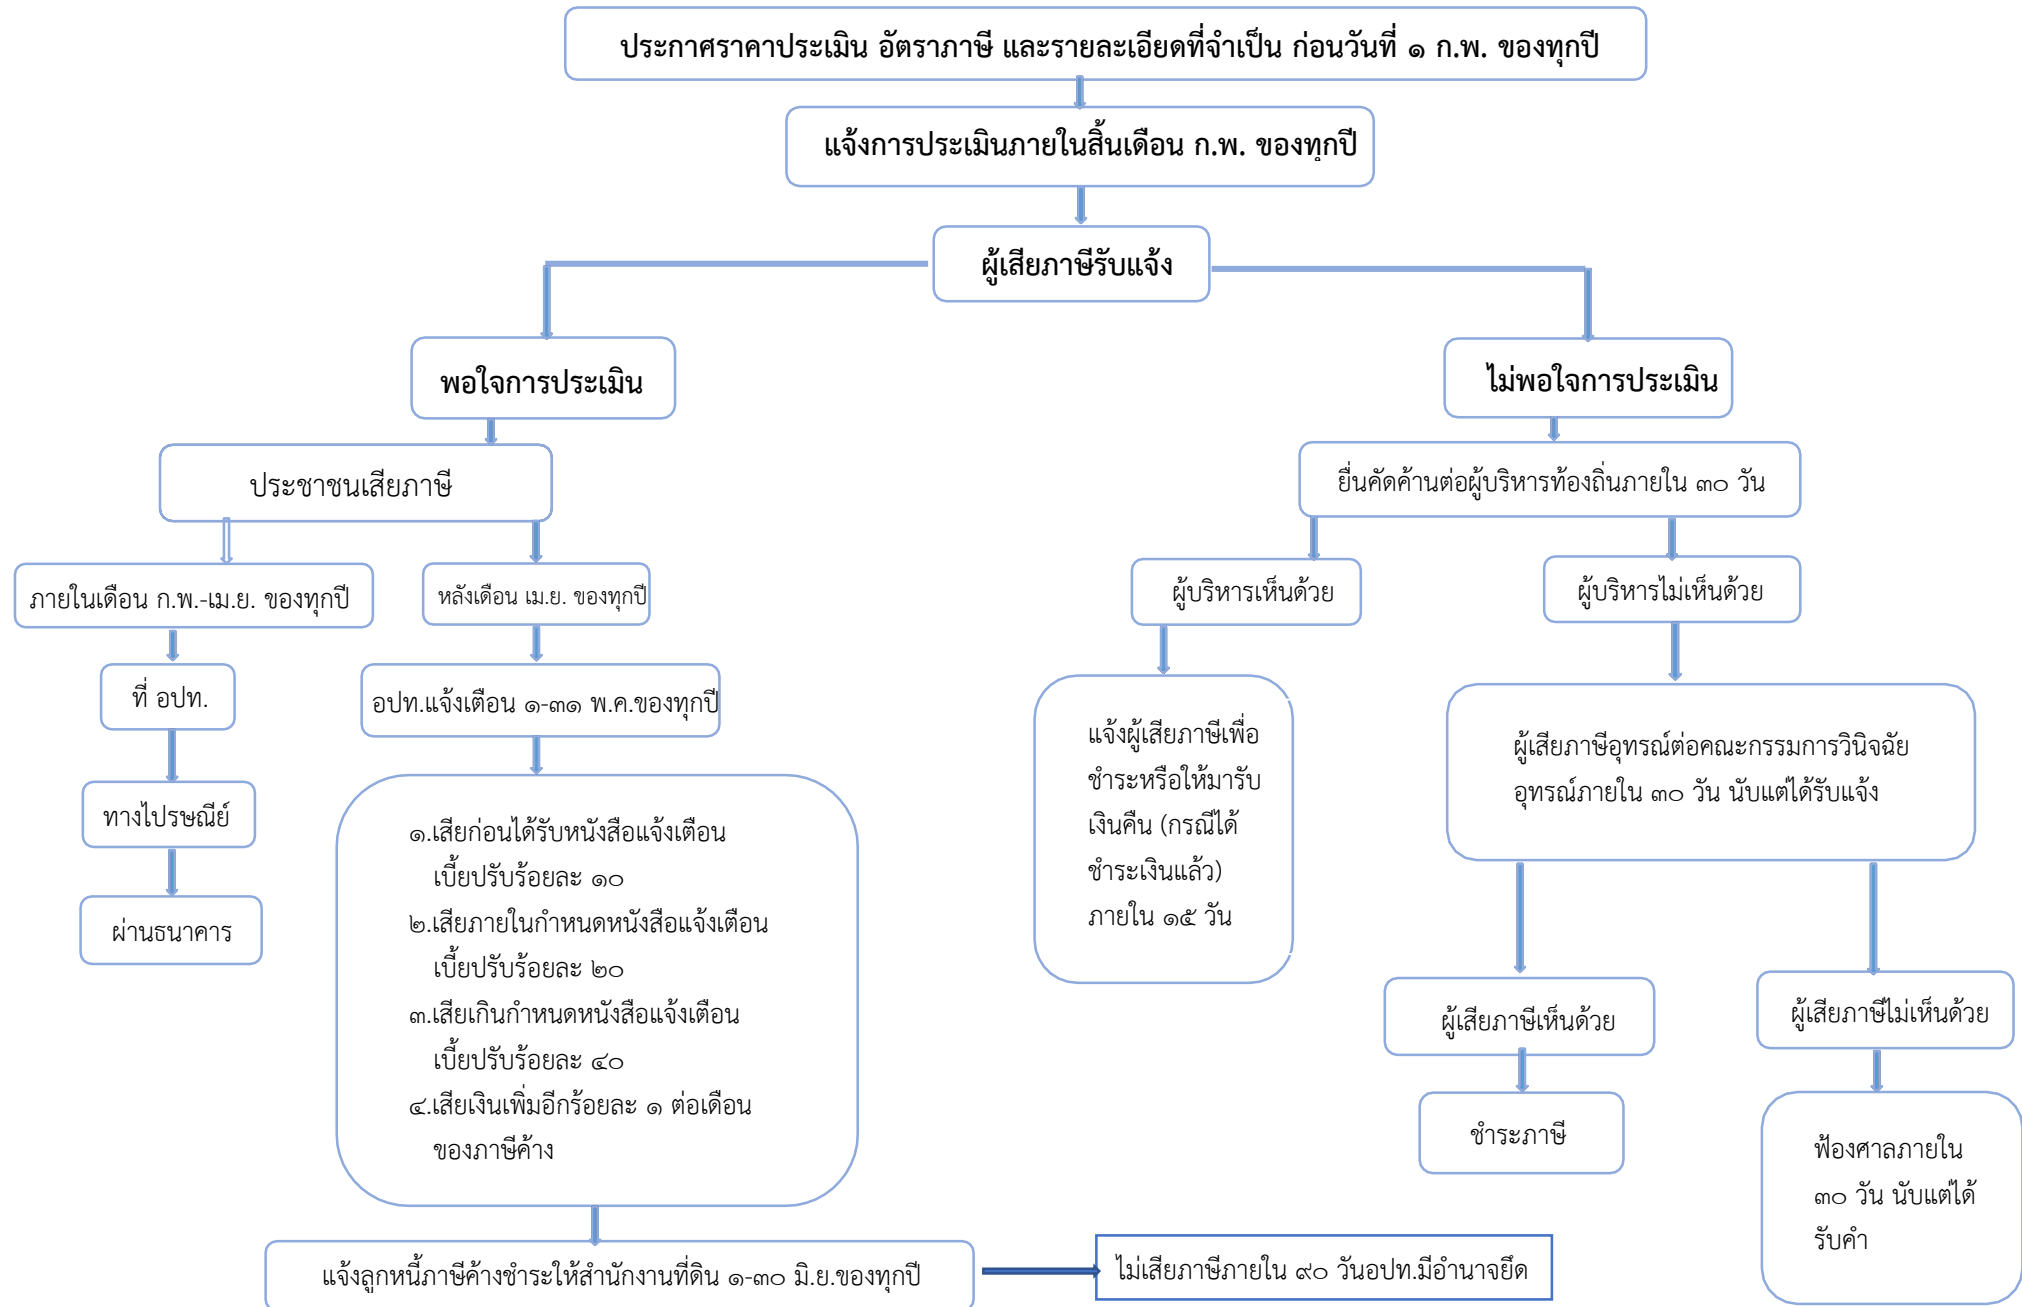 ประกาศราคาประเมิน อัตราภาษี และรายละเอียดที่จำเป็น ก่อนวันที่ ๑ ก.พ. ของทุกปี
แจ้งการประเมินภายในสิ้นเดือน ก.พ. ของทุกปี
ผู้เสียภาษีรับแจ้ง
พอใจการประเมิน
ไม่พอใจการประเมิน
ประชาชนเสียภาษี
ยื่นคัดค้านต่อผู้บริหารท้องถิ่นภายใน ๓๐ วัน
ภายในเดือน ก.พ.-เม.ย. ของทุกปี
หลังเดือน เม.ย. ของทุกปี
ผู้บริหารเห็นด้วย
ผู้บริหารไม่เห็นด้วย
ที่ อปท.
อปท.แจ้งเตือน ๑-๓๑ พ.ค.ของทุกปี
ทางไปรษณีย์
ผ่านธนาคาร
๑.เสียก่อนได้รับหนังสือแจ้งเตือน
เบี้ยปรับร้อยละ ๑๐
๒.เสียภายในกำหนดหนังสือแจ้งเตือน
เบี้ยปรับร้อยละ ๒๐
๓.เสียเกินกำหนดหนังสือแจ้งเตือน
เบี้ยปรับร้อยละ ๔๐
๔.เสียเงินเพิ่มอีกร้อยละ ๑ ต่อเดือน
ของภาษีค้าง
แจ้งผู้เสียภาษีเพื่อ
ชำระหรือให้มารับ
เงินคืน (กรณีได้
ชำระเงินแล้ว)
ภายใน ๑๕ วัน
ผู้เสียภาษีอุทรณ์ต่อคณะกรรมการวินิจฉัย
อุทรณ์ภายใน ๓๐ วัน นับแต่ได้รับแจ้ง
ผู้เสียภาษีเห็นด้วย
ผู้เสียภาษีไม่เห็นด้วย
ชำระภาษี
ฟ้องศาลภายใน
๓๐ วัน นับแต่ได้
รับคำ
แจ้งลูกหนี้ภาษีค้างชำระให้สำนักงานที่ดิน ๑-๓๐ มิ.ย.ของทุกปี
ไม่เสียภาษีภายใน ๙๐ วันอปท.มีอำนาจยึด